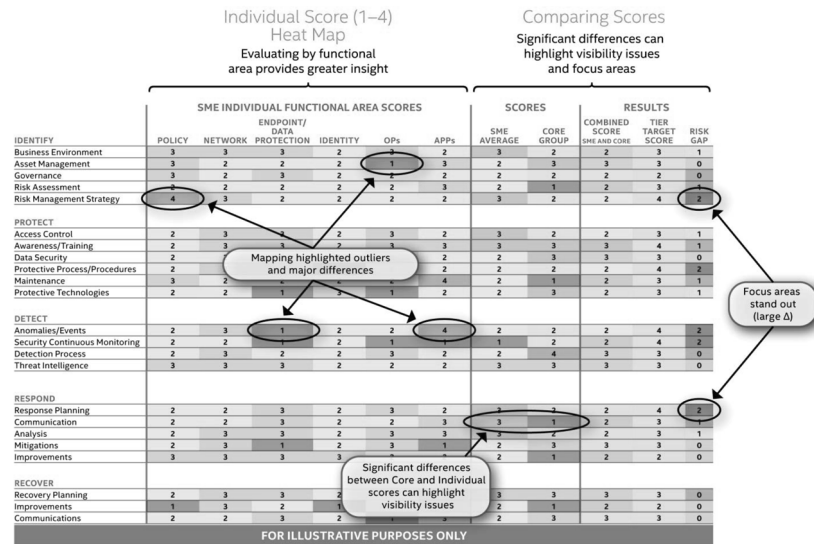 Individual Score (1–4)
Heat Map
Evaluating by functional
area provides greater insight
Comparing Scores
Significant differences can
highlight visibility issues
and focus areas
SME INDIVIDUAL FUNCTIONAL AREA SCORES SCORES RESULTS
IDENTIFY POLICY NETWORK ENDPOINT/ DATA PROTECTION IDENTITY OPs APPs SME AVERAGE CORE GROUP COMBINED SCORE SME AND CORE TIER TARGET SCORE RISK GAP
Business Environment 3 3 3 2 3 2 3 2 2 3 1
Asset Management 3 2 2 2 1 3 2 3 3 3 0
Governance 3 2 3 2 2 2 2 2 2 2 0
Risk Assessment 2 2 2 2 2 3 2 1 2 3 1
Risk Management Strategy 4 3 2 2 2 2 3 2 2 4 2
PROTECT
Access Control 2 3 3 2 3 2 3 2 2 3 1
Awareness/Training 2 3 3 3 3 3 3 4 1
Data Security 2 2 2 3 3 3 0
Protective Process/Procedures 2 2 2 2 2 4 2
Maintenance 3 2 4 2 1 2 3 1
Protective Technologies 2 2 1 3 1 2 2 3 2 3 1
Mapping highlighted outliers
and major differences
Focus areas
stand out
(large Δ)
DETECT
Anomalies/Events 2 3 1 2 2 4 2 2 2 4 2
Security Continuous Monitoring 2 2 1 2 1 1 1 2 2 4 2
Detection Process 2 3 2 2 3 2 2 4 3 3 0
Threat Intelligence 3 3 3 2 2 2 3 3 3 3 0
RESPOND
Response Planning 2 2 3 2 3 2 2 2 2 4 2
Communication 2 2 3 2 2 3 3 1 2 3 1
Analysis 2 3 3 2 3 3 3 2 2 3 1
Mitigations 2 3 1 2 3 1 2 3 3 3 0
Improvements 3 3 3 2 1 2 2 0
Significant differences
between Core and Individual
scores can highlight
visibility issues
RECOVER
Recovery Planning 2 3 3 2 3 3 3 3 0
Improvements 1 3 2 1 2 1 2 2 0
Communications 2 2 3 2 1 3 2 3 3 3 0
FOR ILLUSTRATIVE PURPOSES ONLY